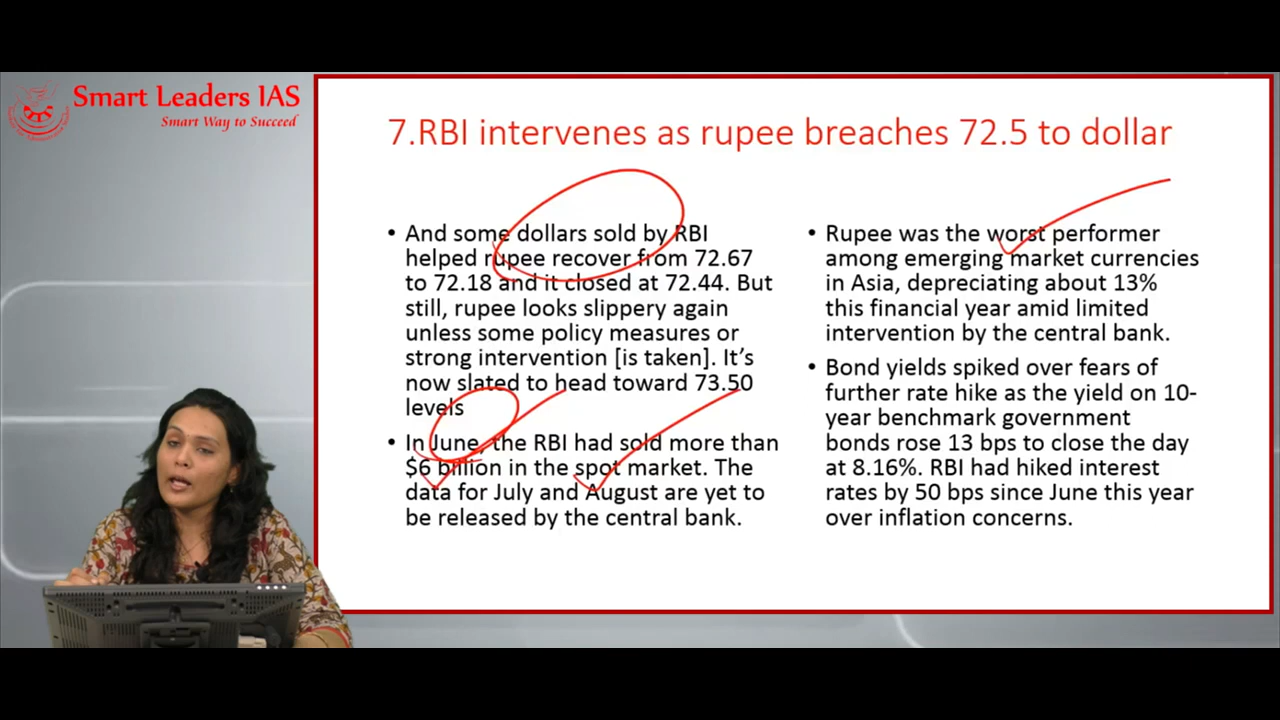 Smart Leaders IAS
Smart Way to Succeed
7.RBI intervenes as rupee breaches 72.5 to dollar
• And some dollars sold by RBI
helped rupee recover from 72.67
to 72.18 and it closed at 72.44. But
still, rupee looks slippery again
unless some policy measures or
strong intervention [is taken]. It’s
now slated to head toward 73.50
levels
• In June, the RBI had sold more than
$6 billion in the spot market. The
data for July and August are yet to
be released by the central bank.
• Rupee was the worst performer
among emerging market currencies
in Asia, depreciating about 13%
this financial year amid limited
intervention by the central bank.
• Bond yields spiked over fears of
further rate hike as the yield on 10-
year benchmark government
bonds rose 13 bps to close the day
at 8.16%. RBI had hiked interest
rates by 50 bps since June this year
over inflation concerns.